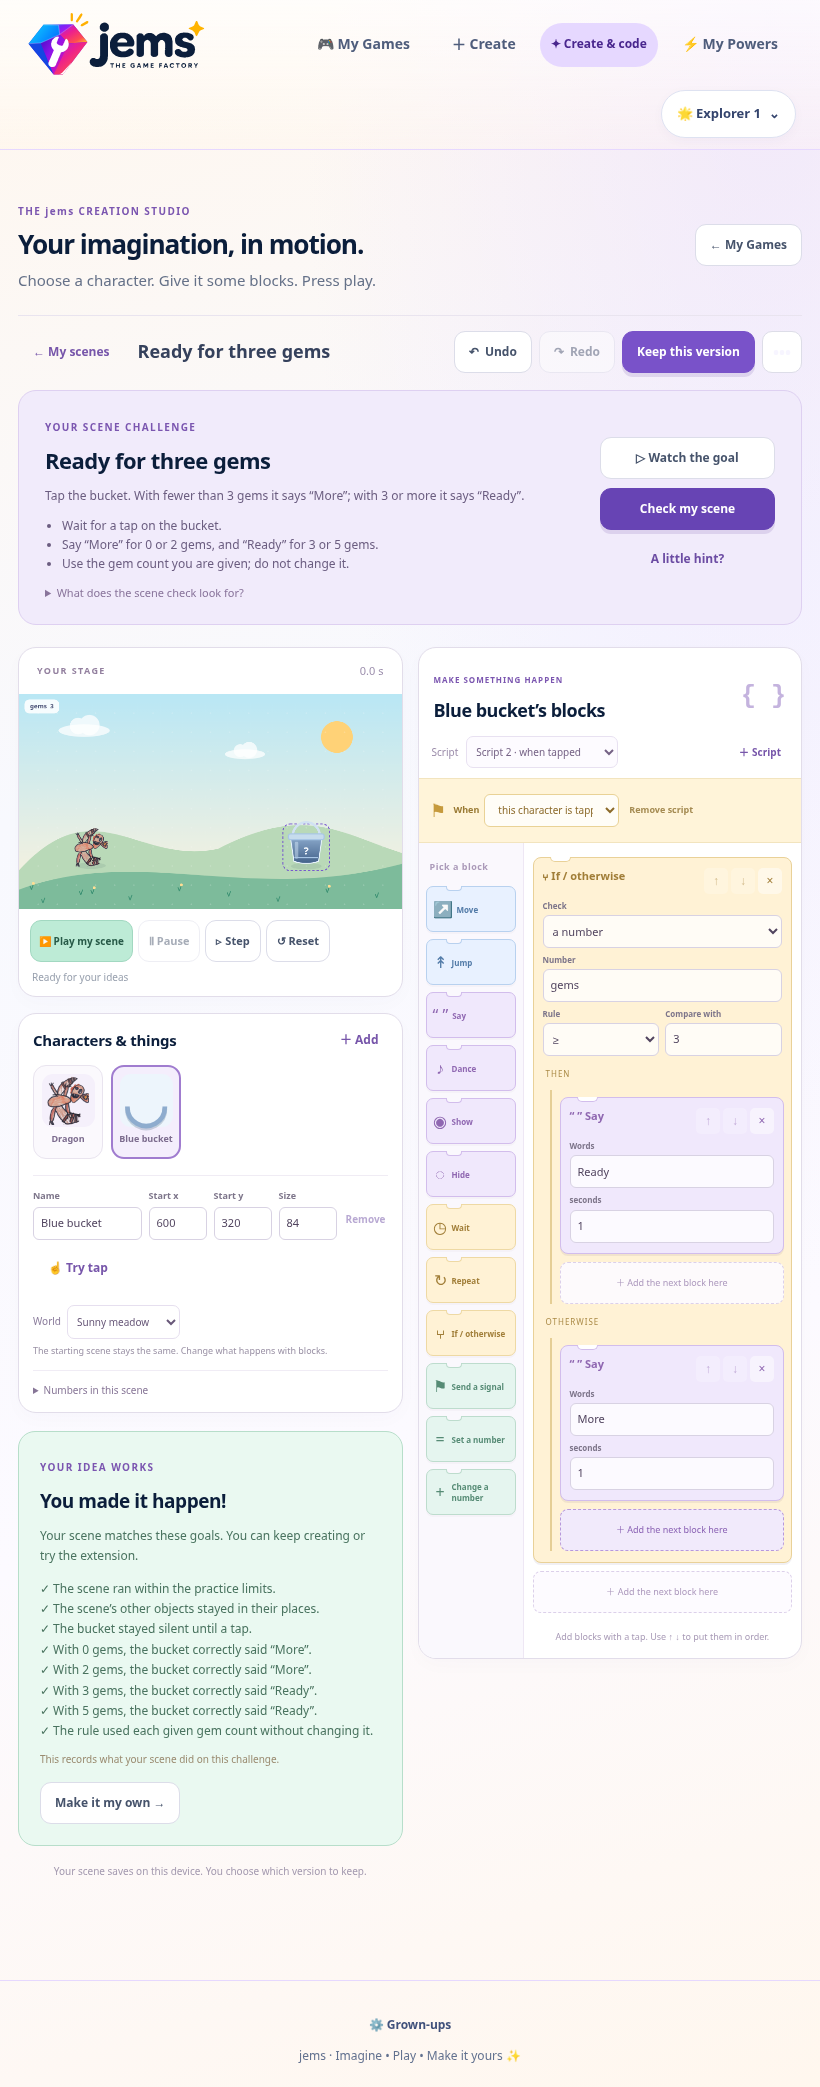 jems
THE GAME FACTORY
🎮 My Games
＋ Create
✦ Create & code
⚡ My Powers
🌟 Explorer 1 ⌄
THE jems CREATION STUDIO
Your imagination, in motion.
Choose a character. Give it some blocks. Press play.
← My Games
← My scenes
Ready for three gems
↶ Undo
↷ Redo
Keep this version
YOUR SCENE CHALLENGE
Ready for three gems
Tap the bucket. With fewer than 3 gems it says “More”; with 3 or more it says “Ready”.
• Wait for a tap on the bucket.
• Say “More” for 0 or 2 gems, and “Ready” for 3 or 5 gems.
• Use the gem count you are given; do not change it.
▶ What does the scene check look for?
▷ Watch the goal
Check my scene
A little hint?
YOUR STAGE
0.0 s
gems 3
?
▶️ Play my scene
Ⅱ Pause
▹ Step
↺ Reset
Ready for your ideas
Characters & things
＋ Add
Dragon
Blue bucket
Name
Start x
Start y
Size
Blue bucket
600
320
84
Remove
☝️ Try tap
World
Sunny meadow
The starting scene stays the same. Change what happens with blocks.
▶ Numbers in this scene
YOUR IDEA WORKS
You made it happen!
Your scene matches these goals. You can keep creating or
try the extension.
✓ The scene ran within the practice limits.
✓ The scene’s other objects stayed in their places.
✓ The bucket stayed silent until a tap.
✓ With 0 gems, the bucket correctly said “More”.
✓ With 2 gems, the bucket correctly said “More”.
✓ With 3 gems, the bucket correctly said “Ready”.
✓ With 5 gems, the bucket correctly said “Ready”.
✓ The rule used each given gem count without changing it.
This records what your scene did on this challenge.
Make it my own →
Your scene saves on this device. You choose which version to keep.
MAKE SOMETHING HAPPEN
Blue bucket’s blocks
{ }
Script
Script 2 · when tapped
＋ Script
⚑ When
this character is tapp
Remove script
Pick a block
↗ Move
↟ Jump
“ ” Say
♪ Dance
◉ Show
◌ Hide
◷ Wait
↻ Repeat
⑂ If / otherwise
⚑ Send a signal
= Set a number
+ Change a
number
⑂ If / otherwise
↑ ↓ ×
Check
a number
Number
gems
Rule
Compare with
≥
3
THEN
“ ” Say
↑ ↓ ×
Words
Ready
seconds
1
＋ Add the next block here
OTHERWISE
“ ” Say
↑ ↓ ×
Words
More
seconds
1
＋ Add the next block here
＋ Add the next block here
Add blocks with a tap. Use ↑ ↓ to put them in order.
⚙️ Grown-ups
jems · Imagine • Play • Make it yours ✨